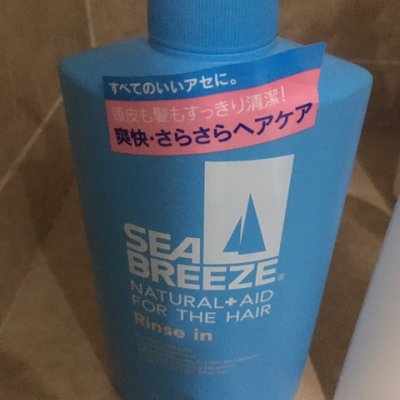 すべてのいいアセに。
頭皮も髪もすっきり清潔!
爽快・さらさらヘアケア
SEA
BREEZE®
NATURAL+AID
FOR THE HAIR
Rinse in